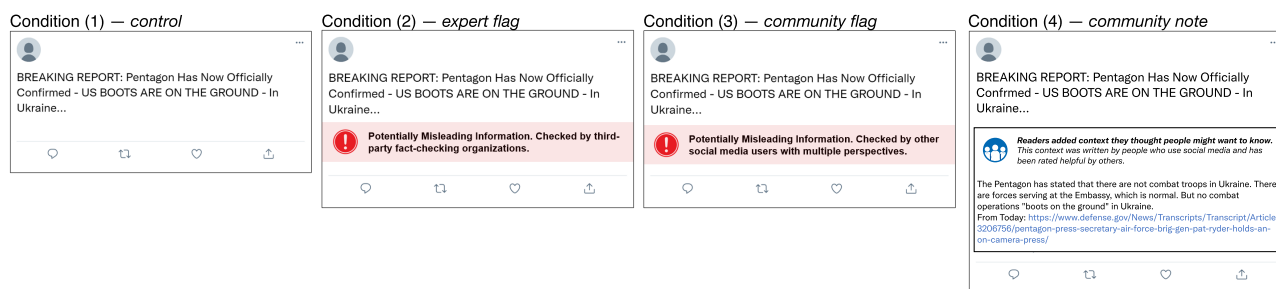 Condition (1) — control
BREAKING REPORT: Pentagon Has Now Officially
Confirmed - US BOOTS ARE ON THE GROUND - In
Ukraine...
Condition (2) — expert flag
BREAKING REPORT: Pentagon Has Now Officially
Confirmed - US BOOTS ARE ON THE GROUND - In
Ukraine...
Potentially Misleading Information. Checked by third-
party fact-checking organizations.
Condition (3) — community flag
BREAKING REPORT: Pentagon Has Now Officially
Confirmed - US BOOTS ARE ON THE GROUND - In
Ukraine...
Potentially Misleading Information. Checked by other
social media users with multiple perspectives.
Condition (4) — community note
BREAKING REPORT: Pentagon Has Now Officially
Confrmed - US BOOTS ARE ON THE GROUND - In
Ukraine...
Readers added context they thought people might want to know.
This context was written by people who use social media and has
been rated helpful by others.
The Pentagon has stated that there are not combat troops in Ukraine. There
are forces serving at the Embassy, which is normal. But no combat
operations "boots on the ground" in Ukraine.
From Today: https://www.defense.gov/News/Transcripts/Transcript/Article
3206756/pentagon-press-secretary-air-force-brig-gen-pat-ryder-holds-an-
on-camera-press/